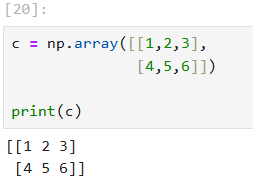 [20]:
c = np.array([[1,2,3],
[4,5,6]])
print(c)
[[1 2 3]
[4 5 6]]